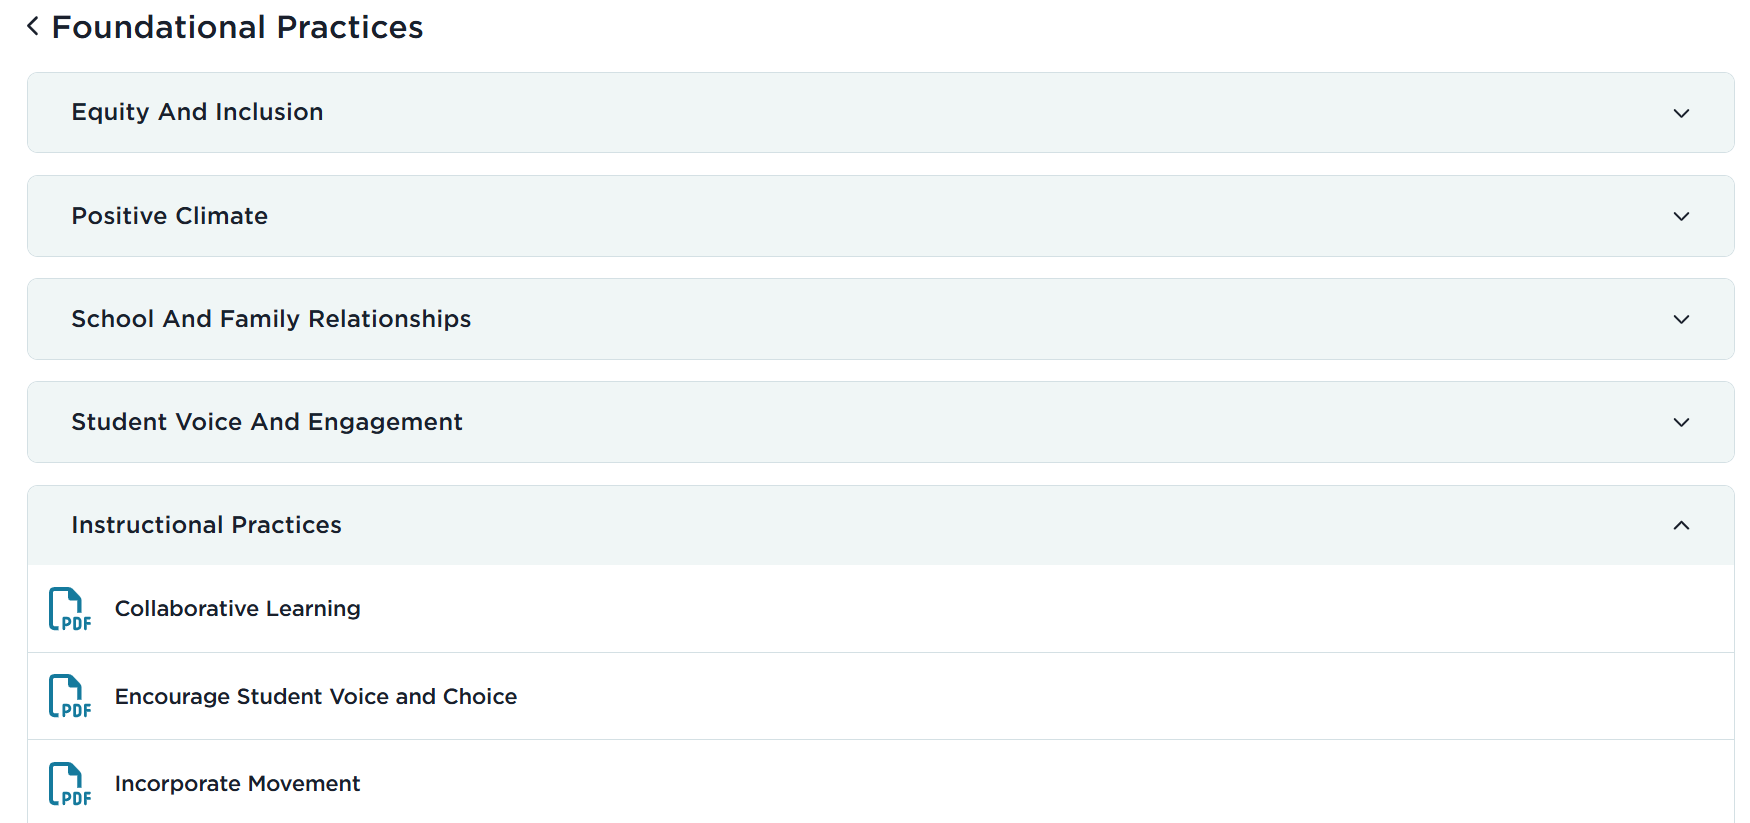 Foundational Practices
Equity And Inclusion
Positive Climate
School And Family Relationships
Student Voice And Engagement
Instructional Practices
PDF Collaborative Learning
PDF Encourage Student Voice and Choice
PDF Incorporate Movement